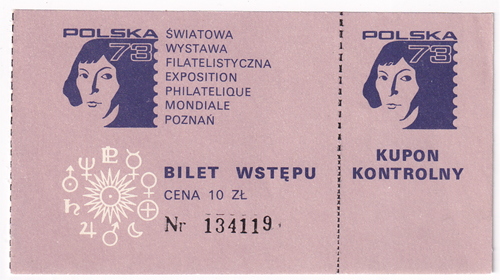 POLSKA
73
ŚWIATOWA
WYSTAWA
FILATELISTYCZNA
EXPOSITION
PHILATELIQUE
MONDIALE
POZNAŃ
BILET WSTĘPU
CENA 10 ZŁ
Nr 134119
POLSKA
73
KUPON
KONTROLNY